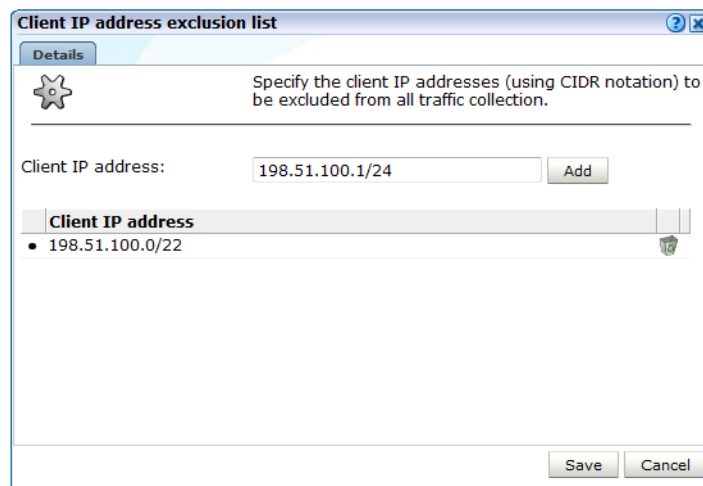 Client IP address exclusion list
Details
Specify the client IP addresses (using CIDR notation) to
be excluded from all traffic collection.
Client IP address: 198.51.100.1/24 Add
Client IP address
198.51.100.0/22
Save Cancel